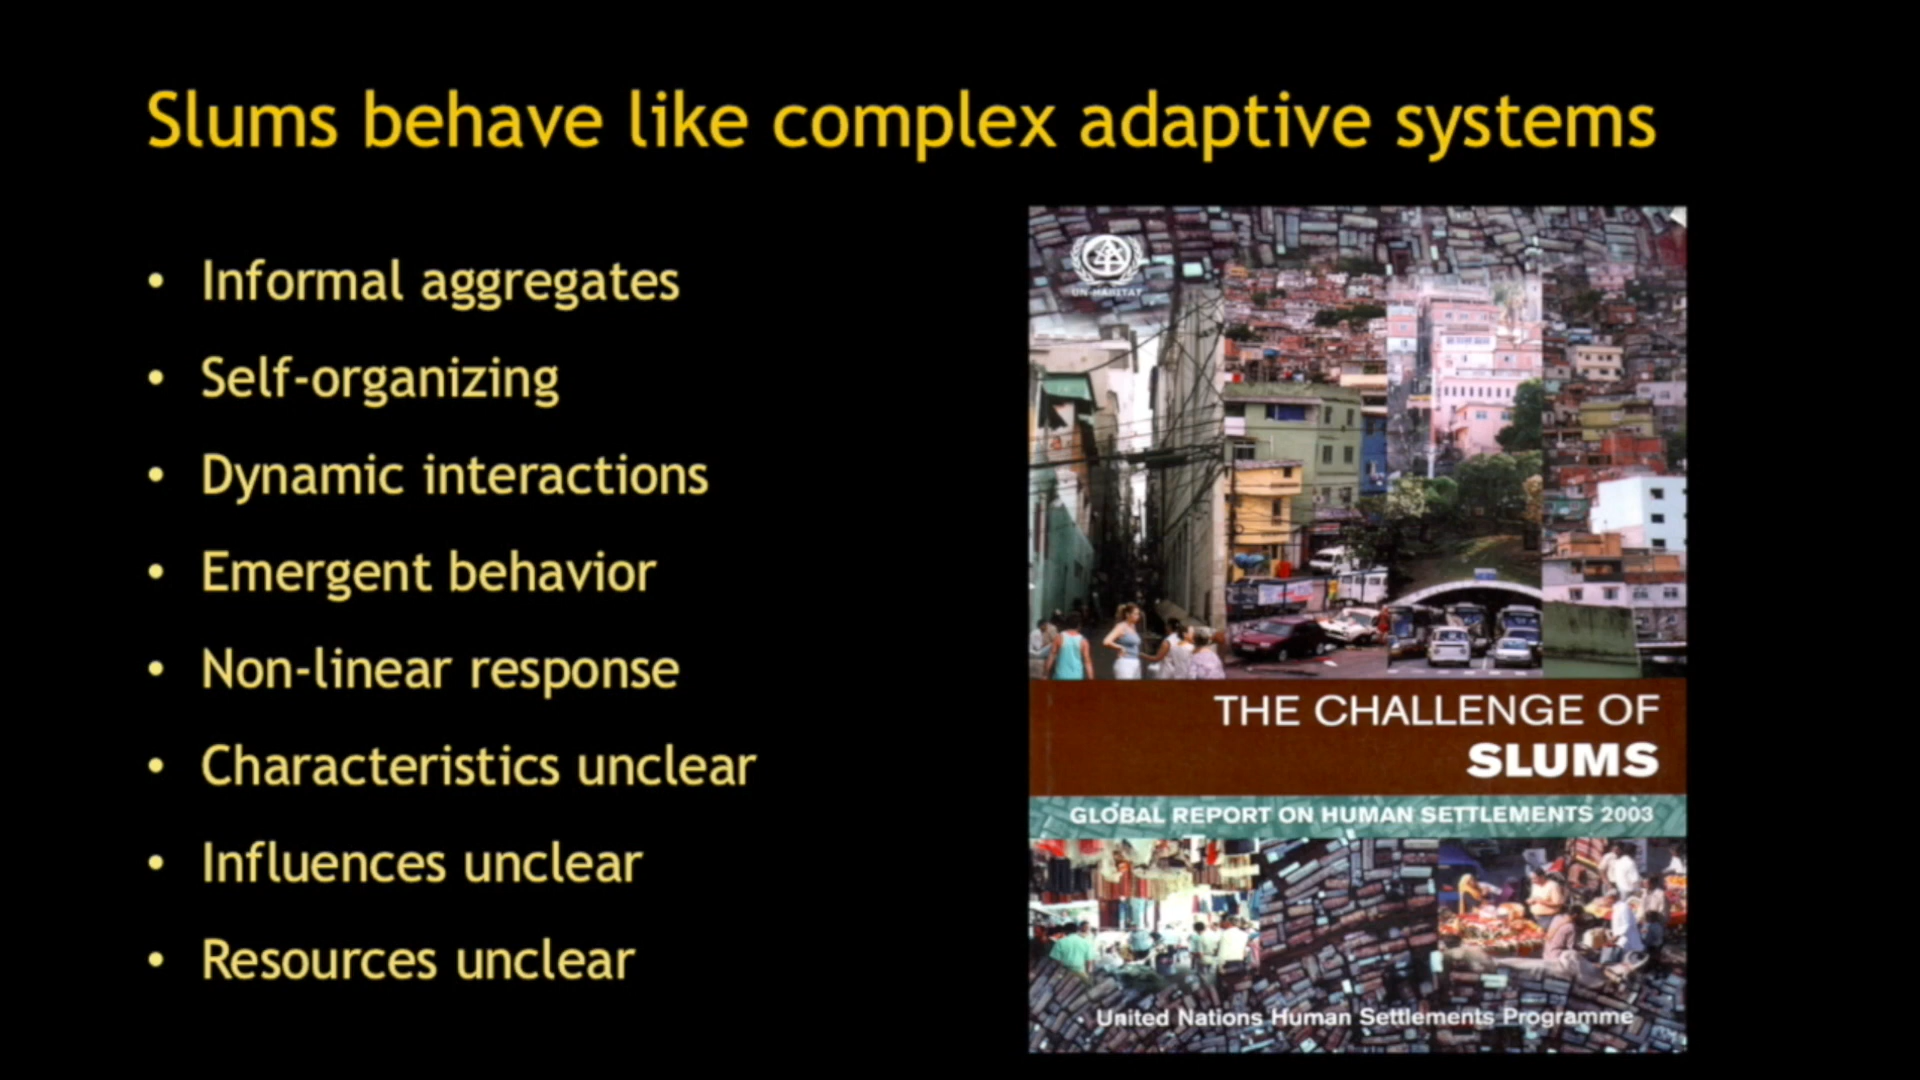 Slums behave like complex adaptive systems
• Informal aggregates
• Self-organizing
• Dynamic interactions
• Emergent behavior
• Non-linear response
• Characteristics unclear
• Influences unclear
• Resources unclear
UN-HABITAT
THE CHALLENGE OF
SLUMS
GLOBAL REPORT ON HUMAN SETTLEMENTS 2003
United Nations Human Settlements Programme